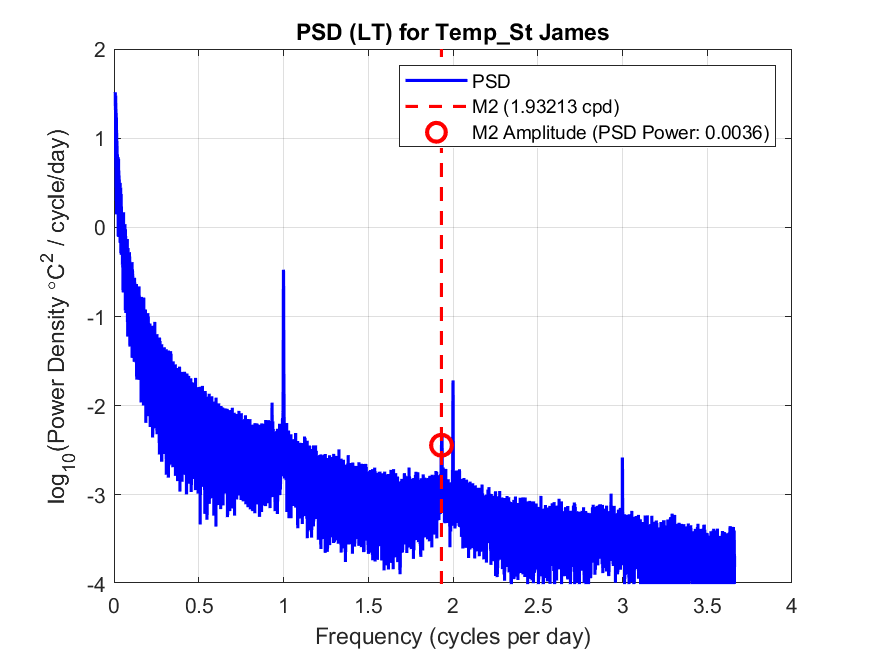 PSD (LT) for Temp_St James
PSD
M2 (1.93213 cpd)
M2 Amplitude (PSD Power: 0.0036)
log10(Power Density °C2 / cycle/day)
2
1
0
-1
-2
-3
-4
0 0.5 1 1.5 2 2.5 3 3.5 4
Frequency (cycles per day)